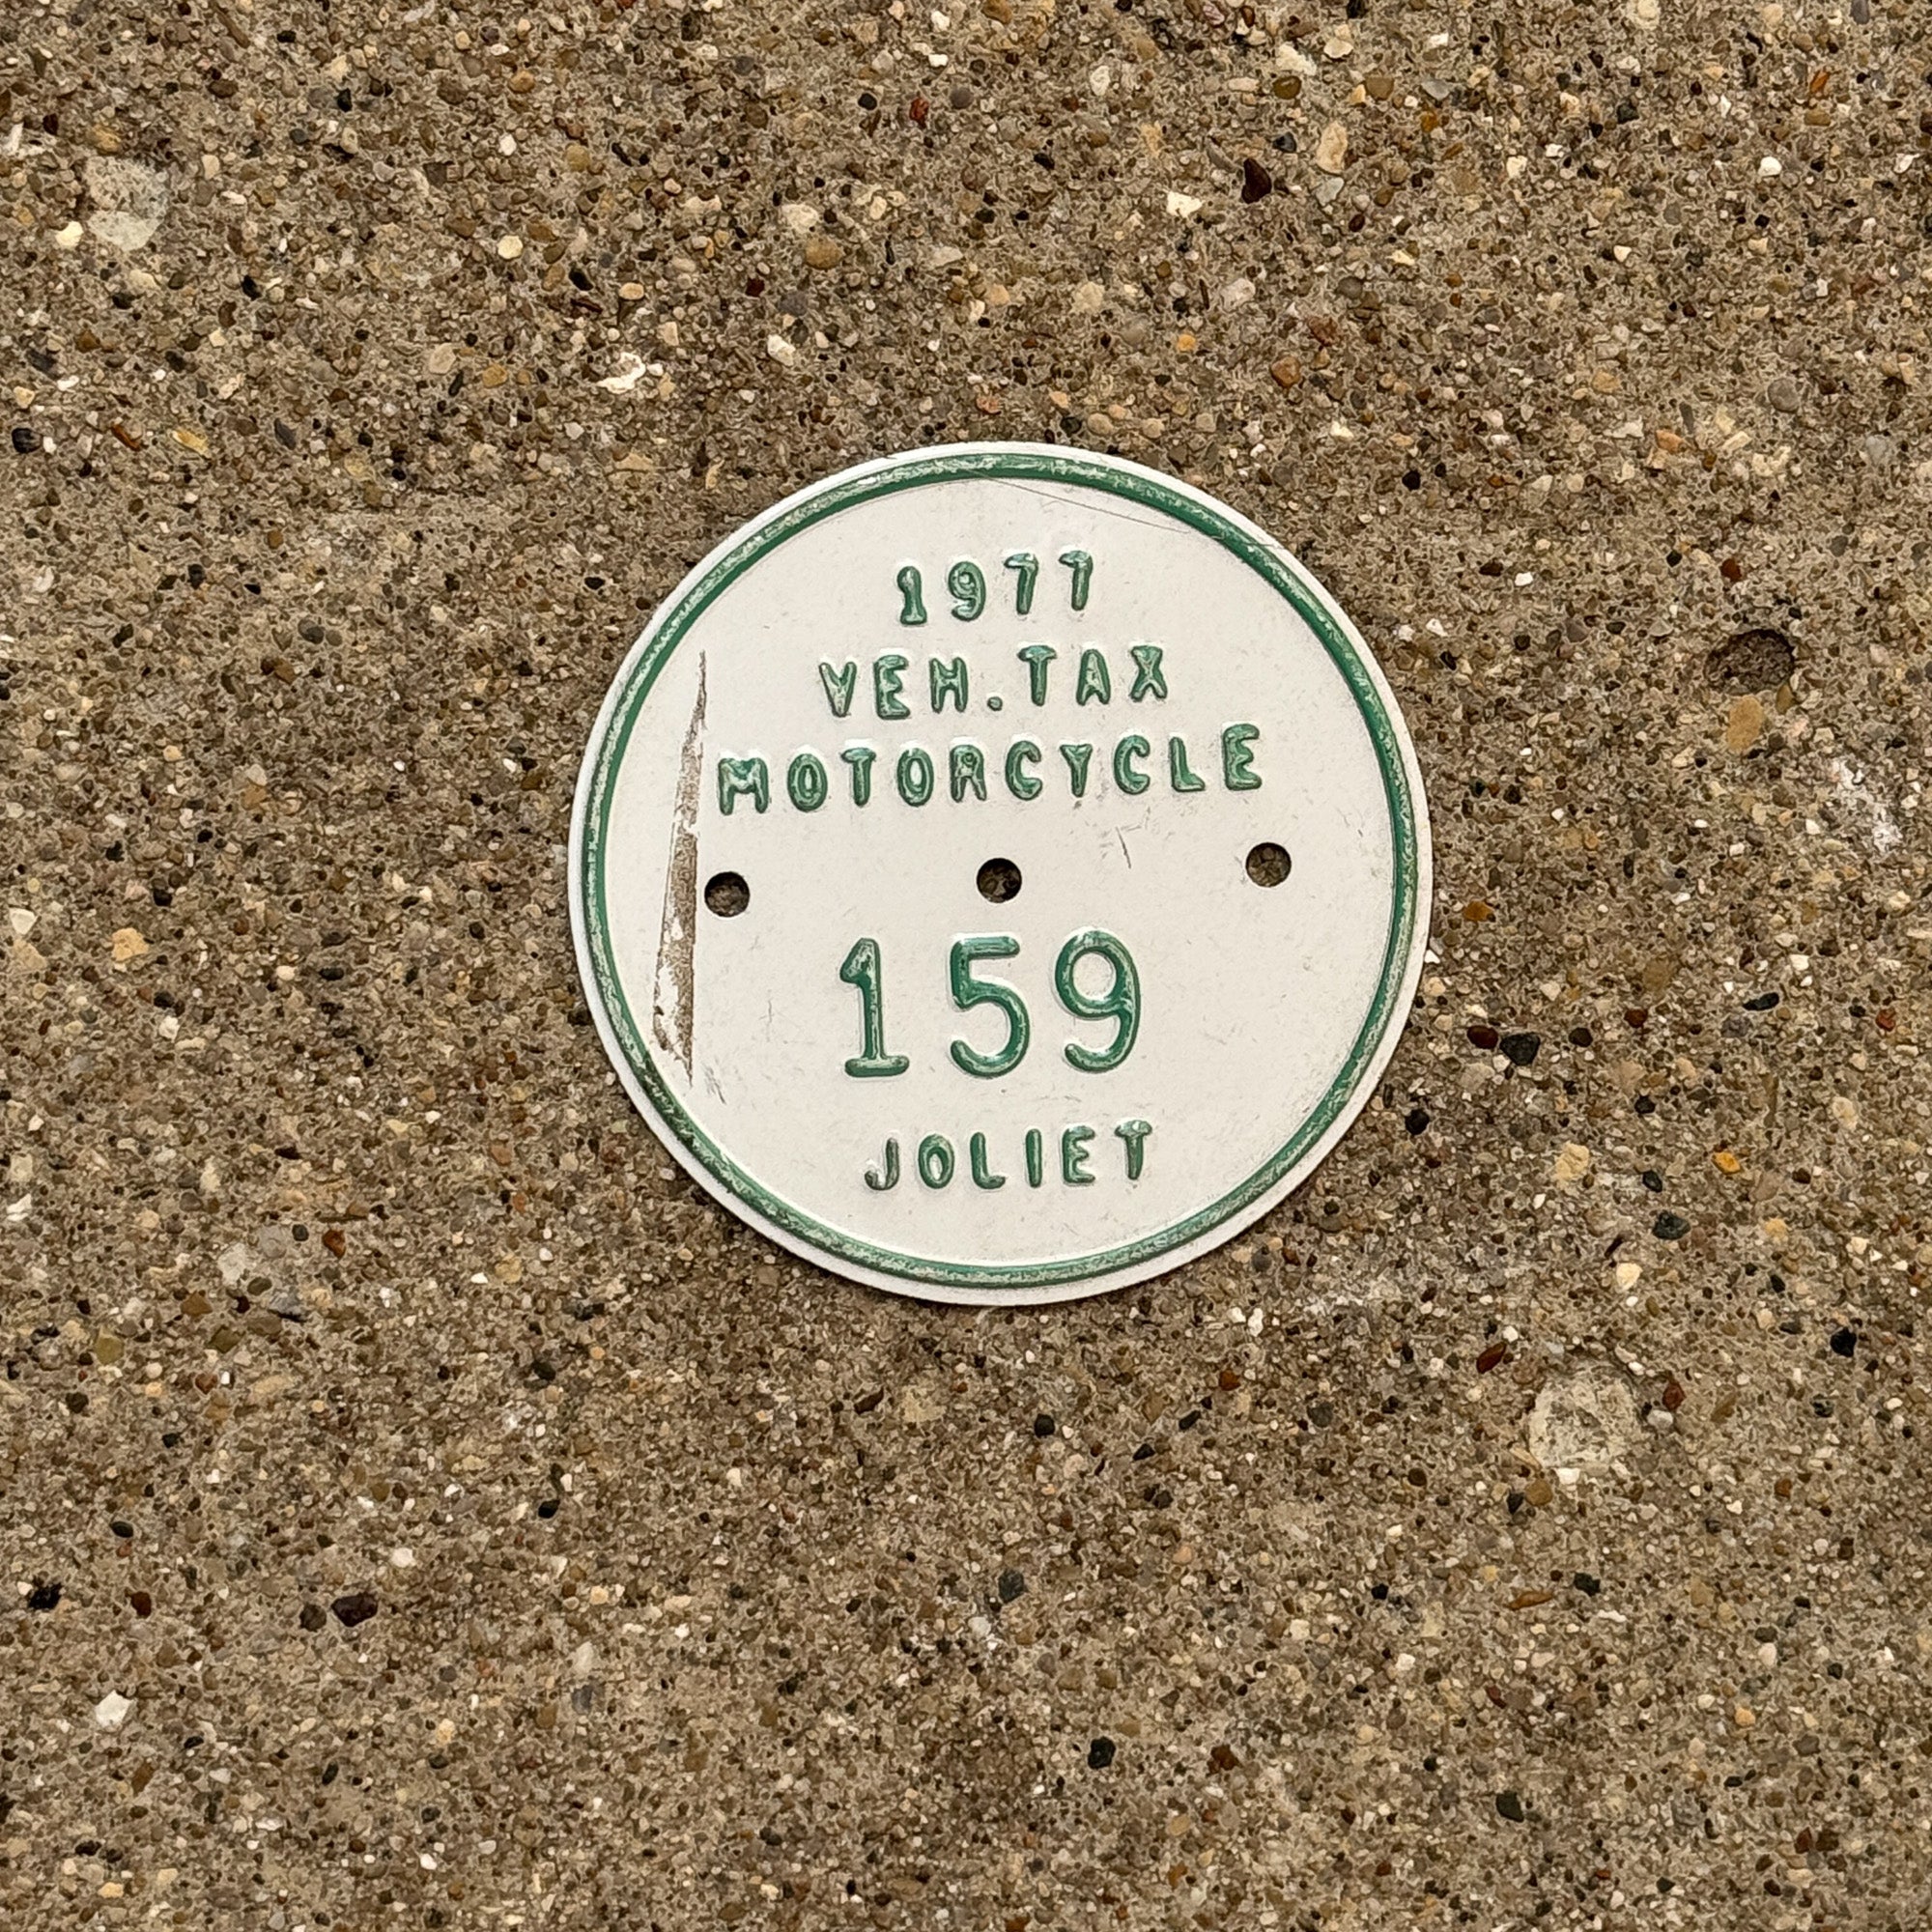 1977
VEH.TAX
MOTORCYCLE
159
JOLIET